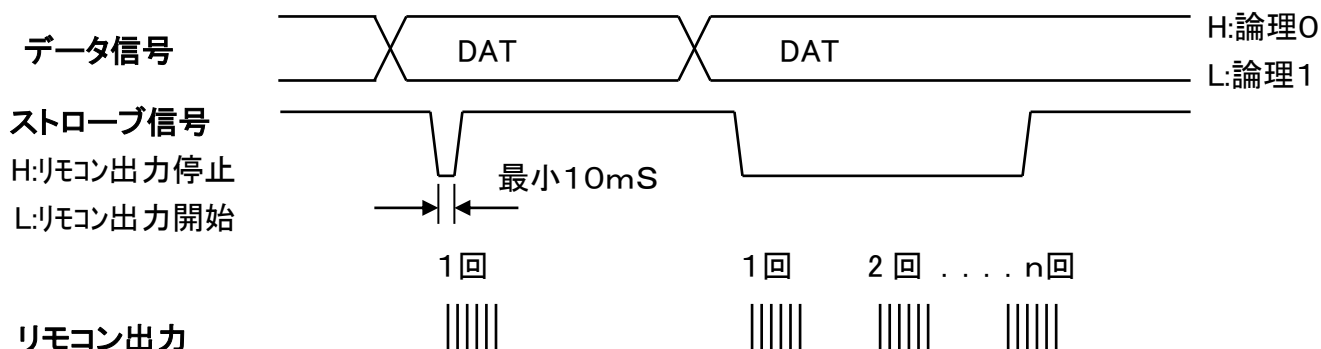 データ信号
DAT
DAT
H:論理0
L:論理1
ストローブ信号
H:リモコン出力停止
L:リモコン出力開始
最小10mS
1回
1回
2回 . . . . n回
リモコン出力